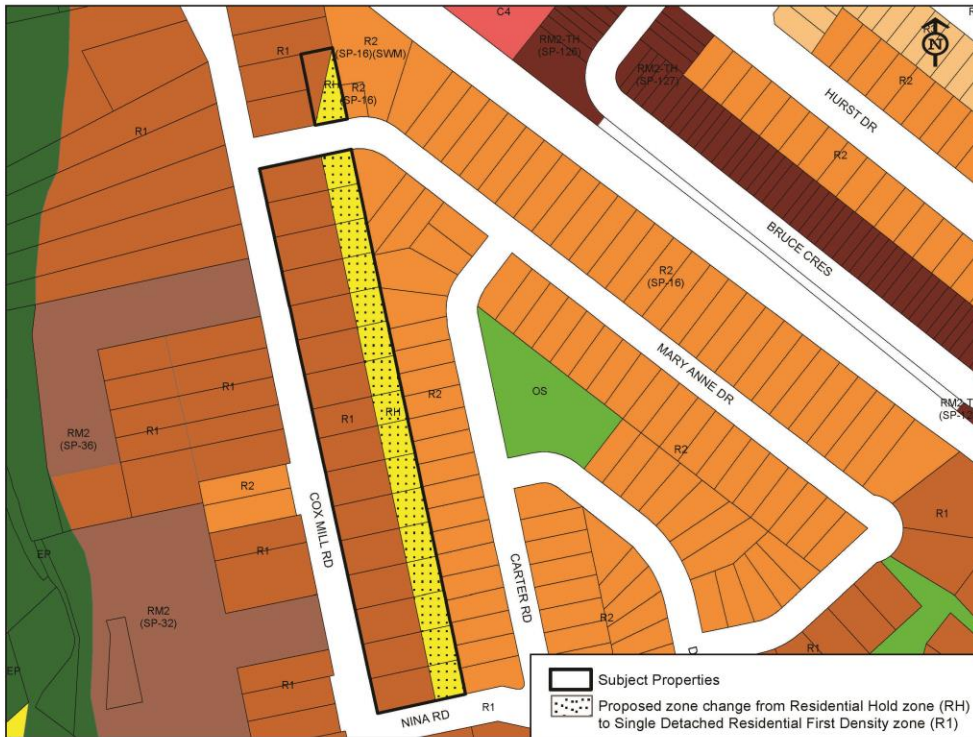 C4
R1
R2
(SP-16)(SWM)
RM2-TH
(SP-126)
RH
R2
(SP-16)
RM2-TH
(SP-127)
R2
N
HURST DR
R1
R2
BRUCE CRES
R2
(SP-16)
MARY ANNE DR
R1
R1
RM2
(SP-36)
R2
R1
RH
R2
OS
RM2-T
R2
R1
COX MILL RD
R1
EP
CARTER RD
RM2
(SP-32)
R2
R1
R1
EP
D
NINA RD
R1
Subject Properties
Proposed zone change from Residential Hold zone (RH)
to Single Detached Residential First Density zone (R1)